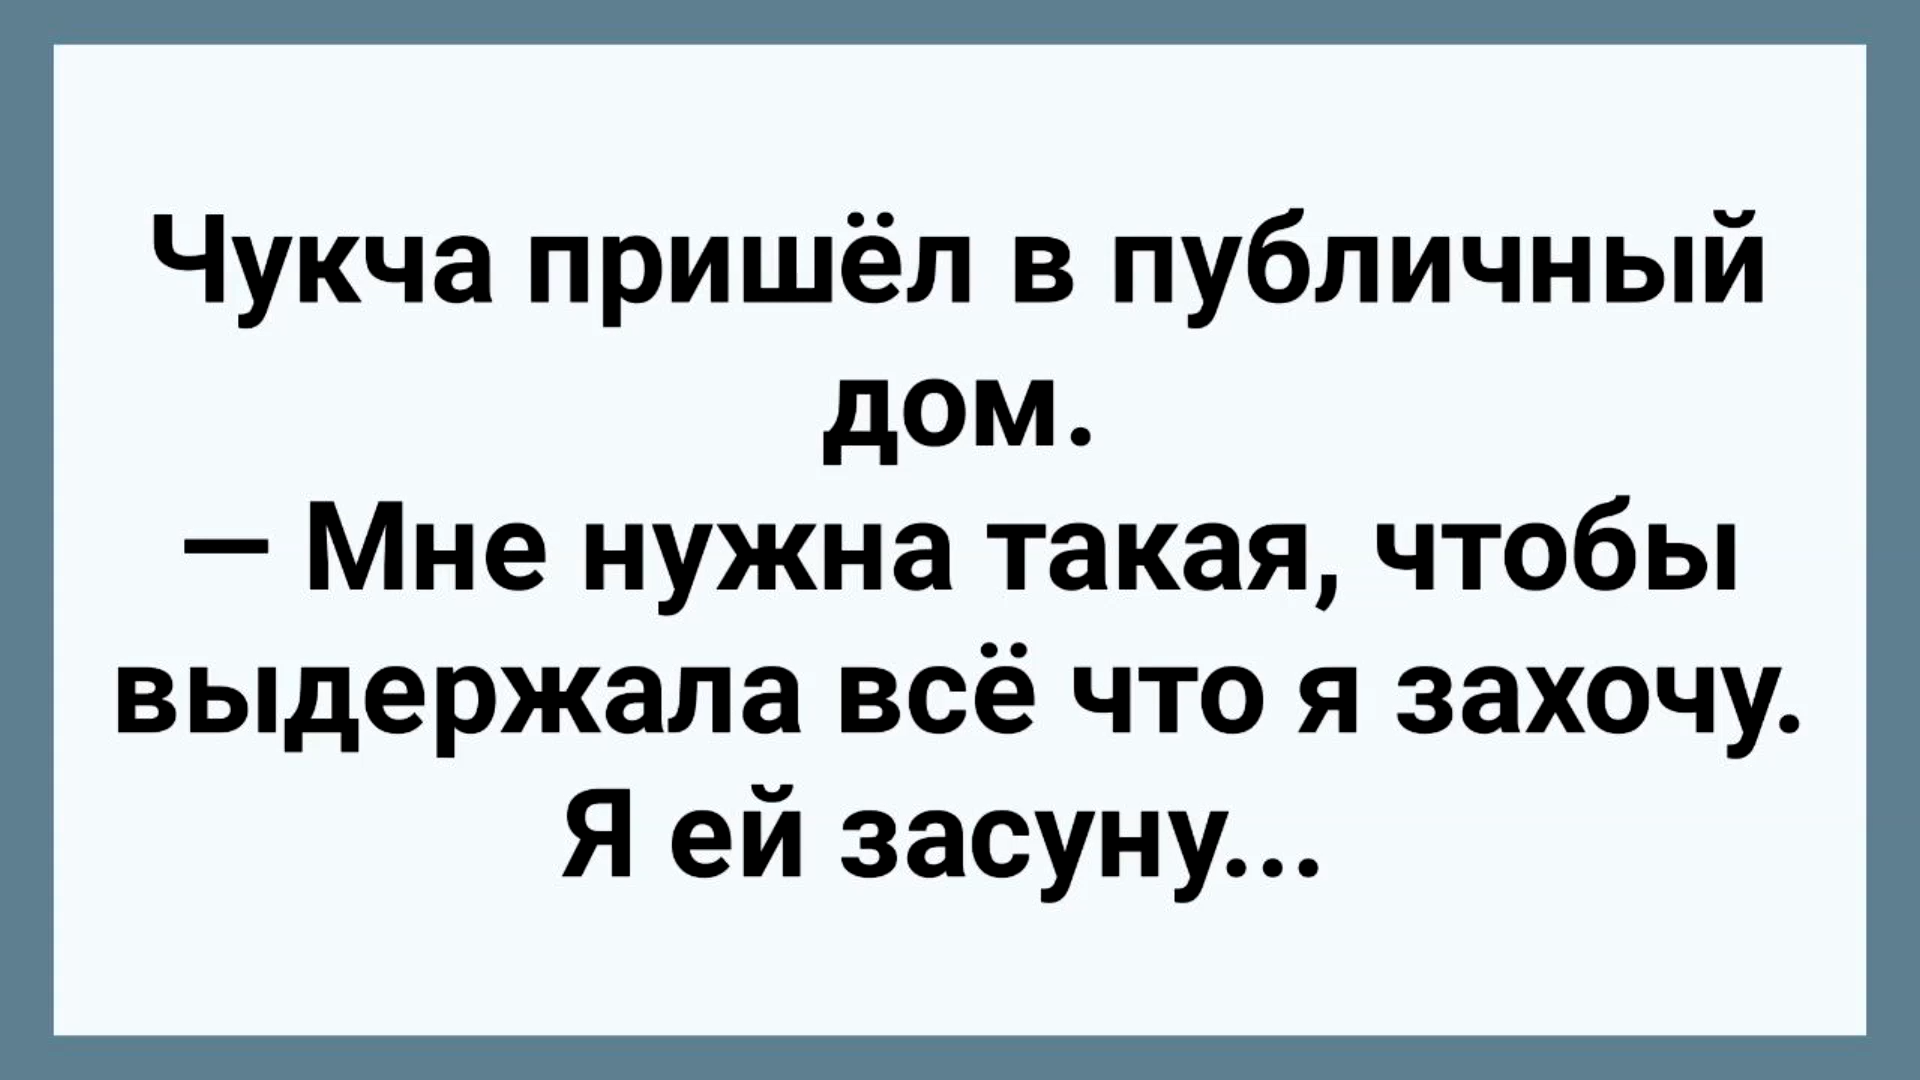 Чукча пришёл в публичный
дом.
— Мне нужна такая, чтобы
выдержала всё что я захочу.
Я ей засуну...